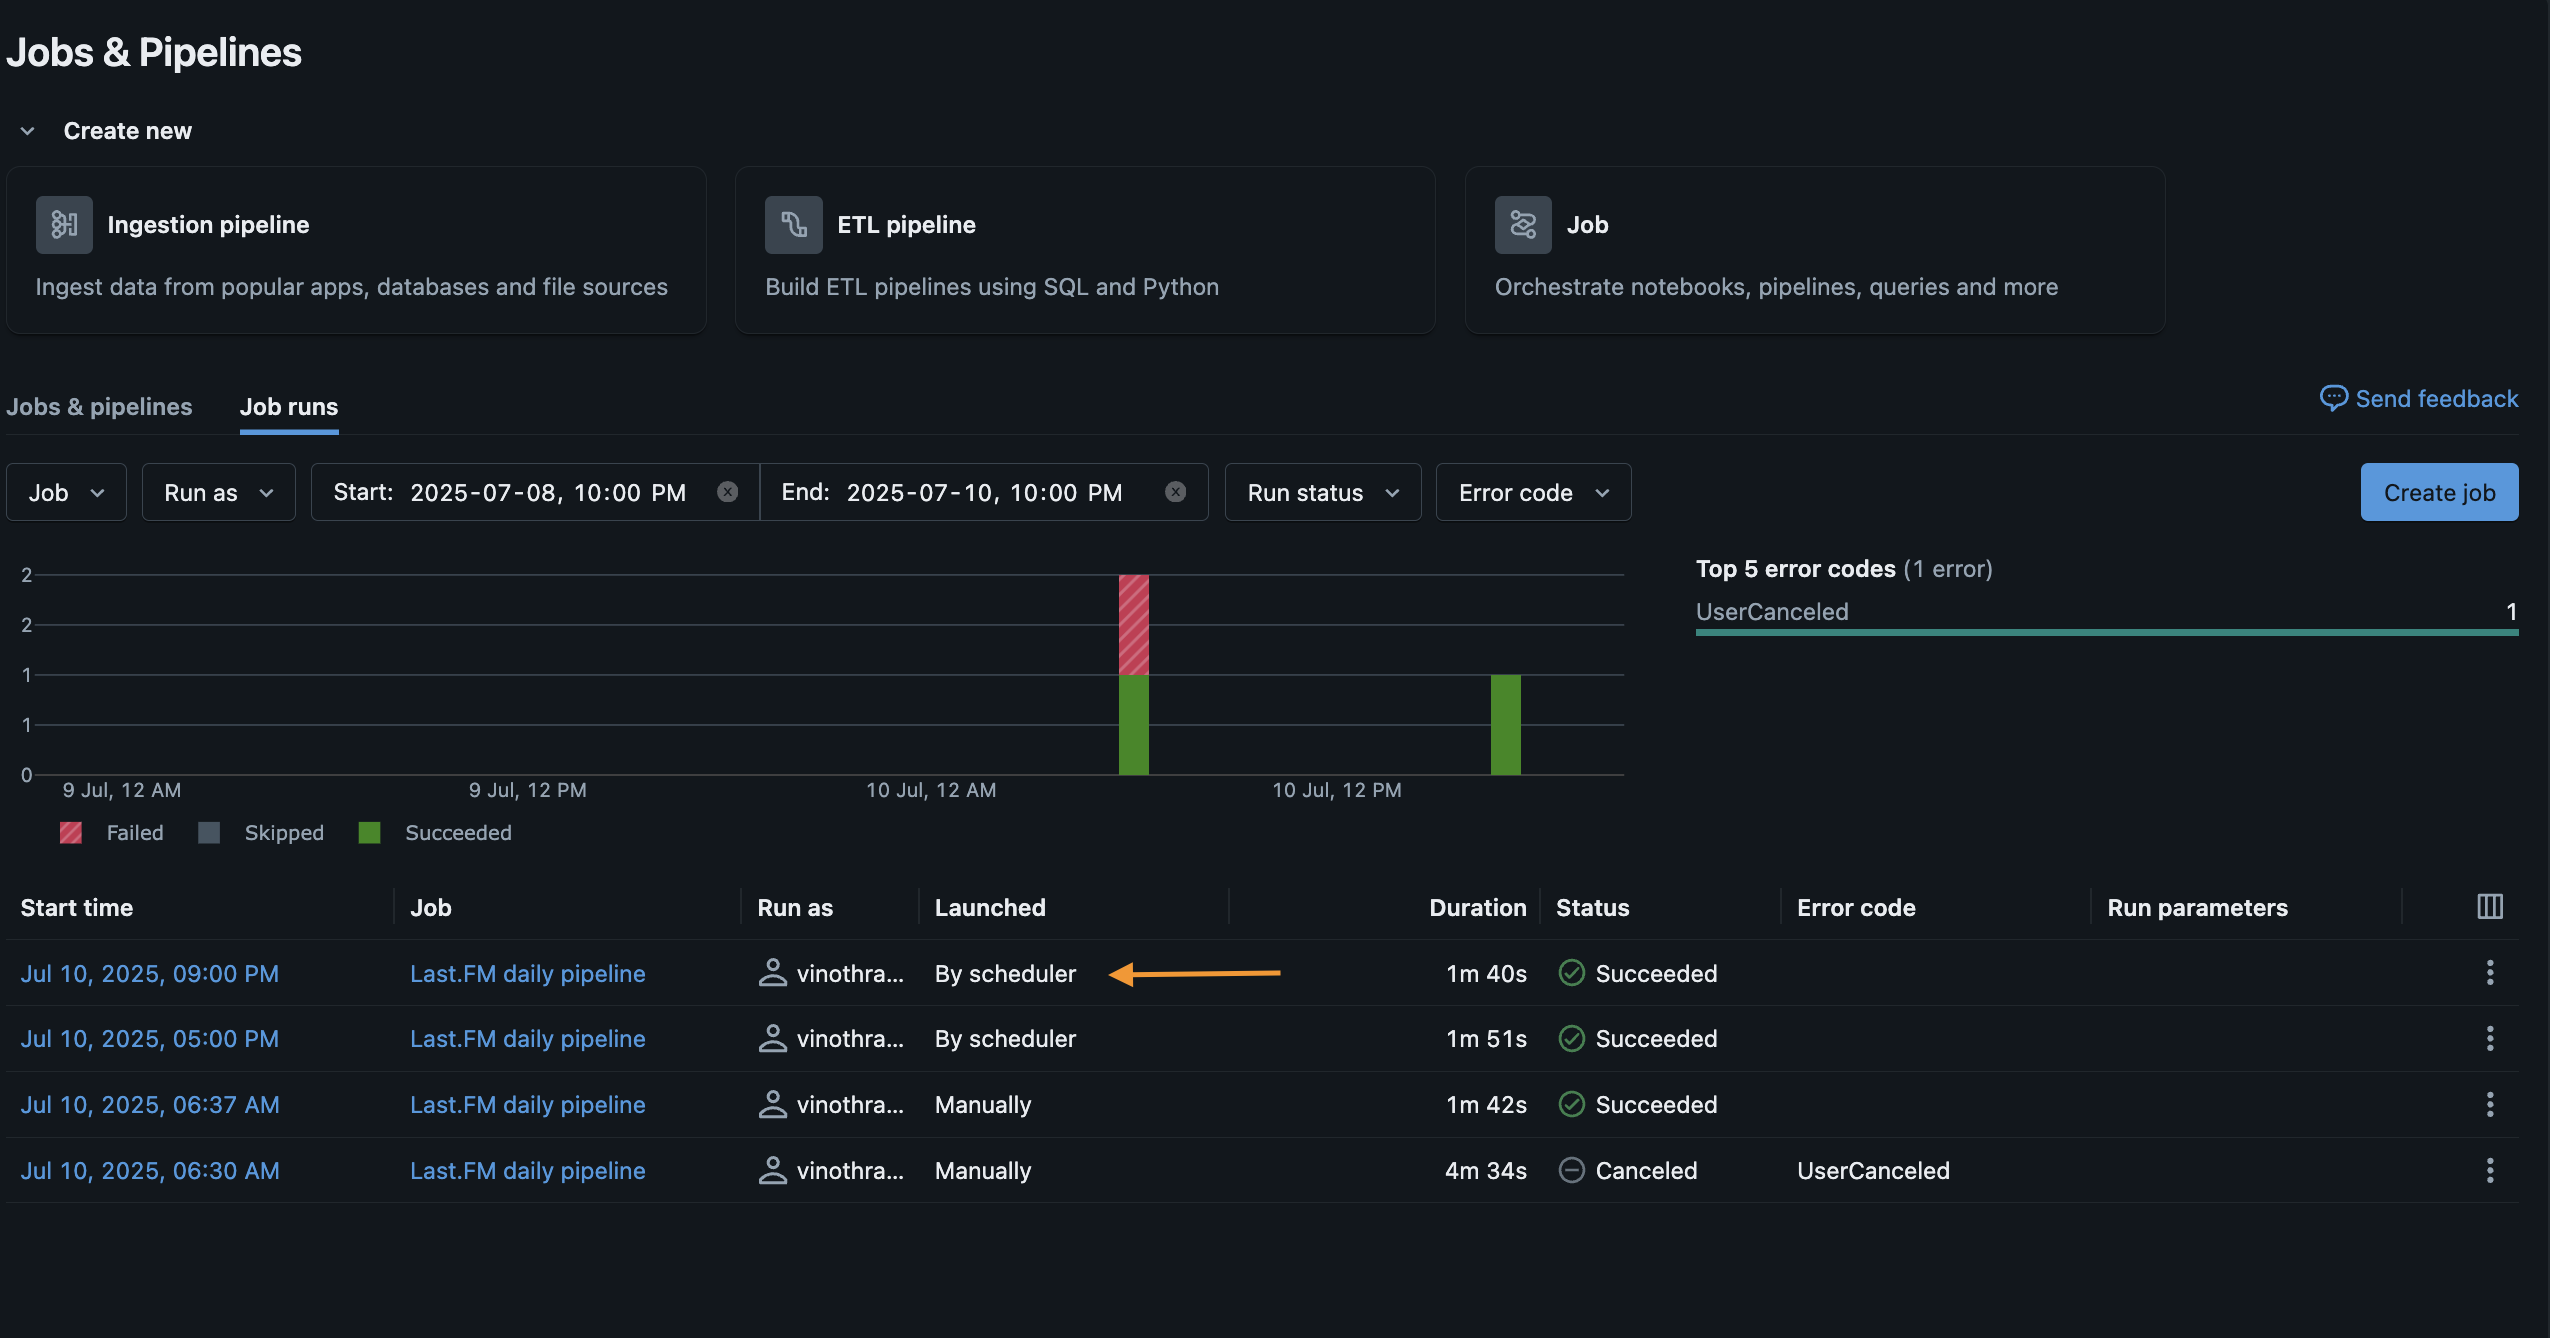 Jobs & Pipelines
Create new
Ingestion pipeline
Ingest data from popular apps, databases and file sources
ETL pipeline
Build ETL pipelines using SQL and Python
Job
Orchestrate notebooks, pipelines, queries and more
Jobs & pipelines Job runs Send feedback
Job Run as Start: 2025-07-08, 10:00 PM End: 2025-07-10, 10:00 PM Run status Error code Create job
2
2
1
1
0
9 Jul, 12 AM 9 Jul, 12 PM 10 Jul, 12 AM 10 Jul, 12 PM
Failed Skipped Succeeded
Top 5 error codes (1 error)
UserCanceled 1
Start time Job Run as Launched Duration Status Error code Run parameters
Jul 10, 2025, 09:00 PM Last.FM daily pipeline vinothra... By scheduler 1m 40s Succeeded
Jul 10, 2025, 05:00 PM Last.FM daily pipeline vinothra... By scheduler 1m 51s Succeeded
Jul 10, 2025, 06:37 AM Last.FM daily pipeline vinothra... Manually 1m 42s Succeeded
Jul 10, 2025, 06:30 AM Last.FM daily pipeline vinothra... Manually 4m 34s Canceled UserCanceled